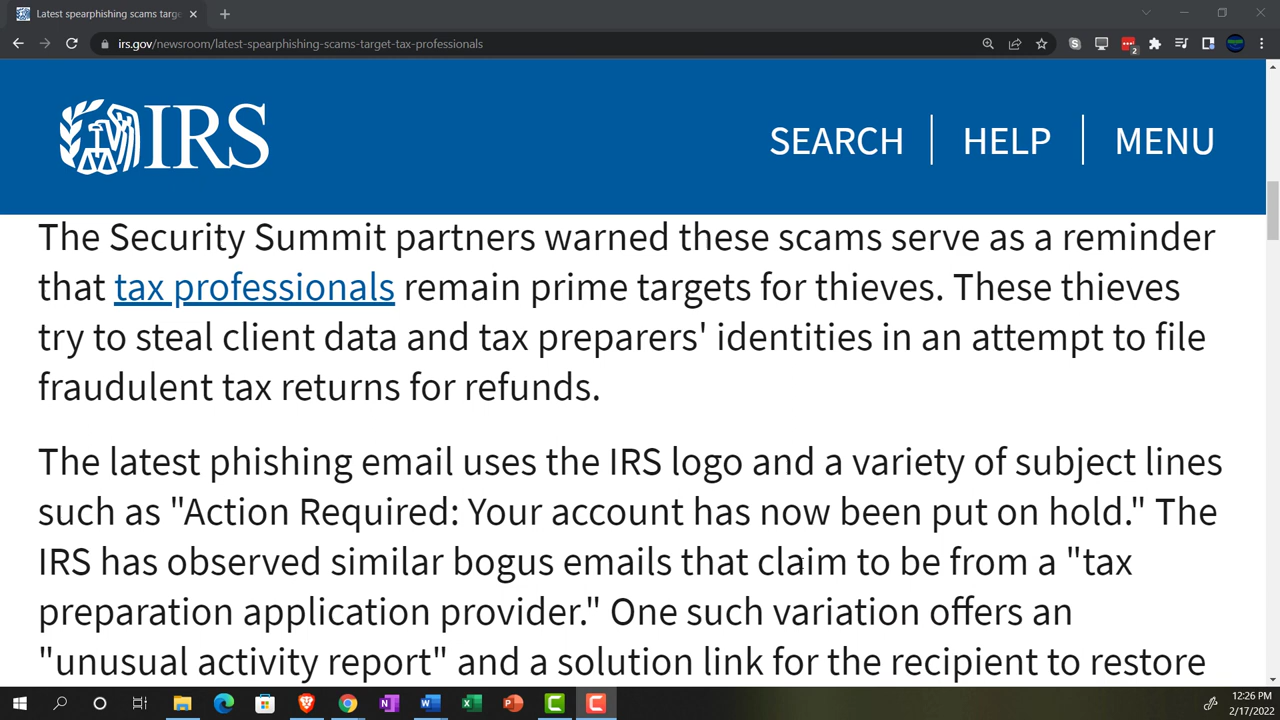 Latest spearphishing scams targe
irs.gov/newsroom/latest-spearphishing-scams-target-tax-professionals
2
IRS
SEARCH HELP MENU
The Security Summit partners warned these scams serve as a reminder
that tax professionals remain prime targets for thieves. These thieves
try to steal client data and tax preparers' identities in an attempt to file
fraudulent tax returns for refunds.
The latest phishing email uses the IRS logo and a variety of subject lines
such as "Action Required: Your account has now been put on hold." The
IRS has observed similar bogus emails that claim to be from a "tax
preparation application provider." One such variation offers an
"unusual activity report" and a solution link for the recipient to restore
12:26 PM
2/17/2022